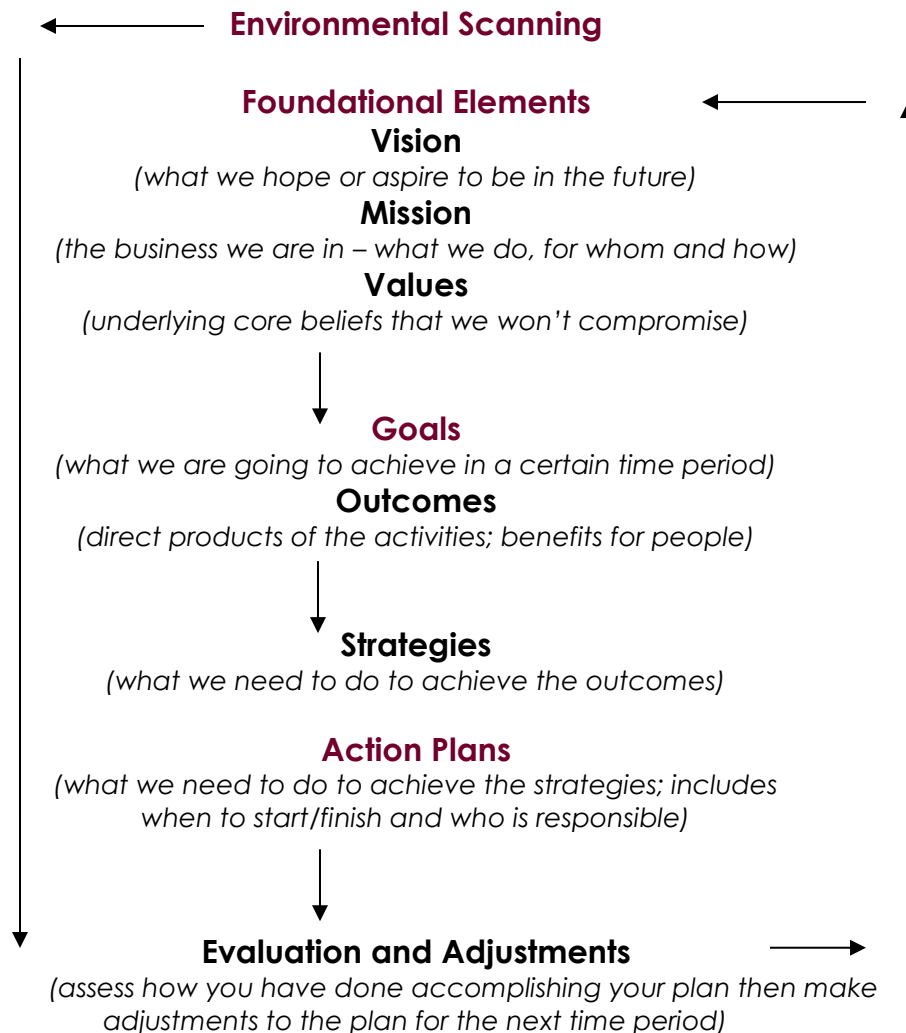 Environmental Scanning
Foundational Elements
Vision
(what we hope or aspire to be in the future)
Mission
(the business we are in – what we do, for whom and how)
Values
(underlying core beliefs that we won’t compromise)
Goals
(what we are going to achieve in a certain time period)
Outcomes
(direct products of the activities; benefits for people)
Strategies
(what we need to do to achieve the outcomes)
Action Plans
(what we need to do to achieve the strategies; includes
when to start/finish and who is responsible)
Evaluation and Adjustments
(assess how you have done accomplishing your plan then make
adjustments to the plan for the next time period)